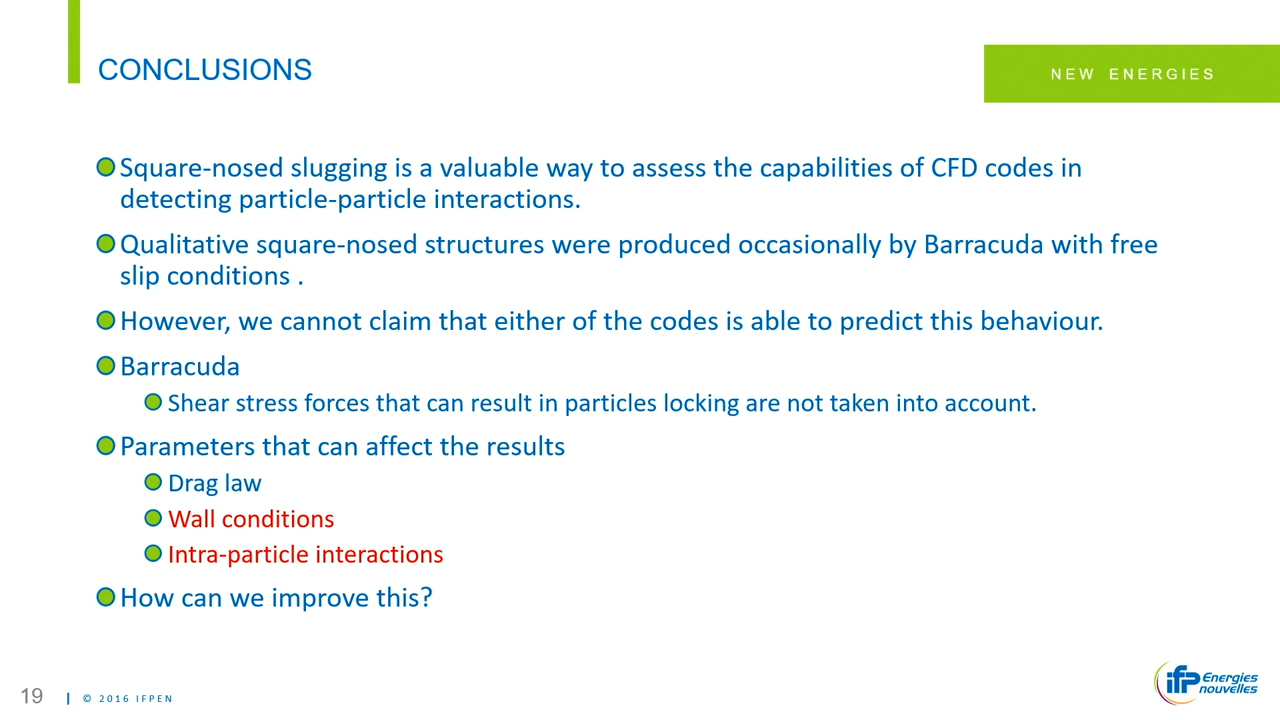 CONCLUSIONS
NEW ENERGIES
Square-nosed slugging is a valuable way to assess the capabilities of CFD codes in
detecting particle-particle interactions.
Qualitative square-nosed structures were produced occasionally by Barracuda with free
slip conditions .
However, we cannot claim that either of the codes is able to predict this behaviour.
Barracuda
Shear stress forces that can result in particles locking are not taken into account.
Parameters that can affect the results
Drag law
Wall conditions
Intra-particle interactions
How can we improve this?
19 | © 2016 IFPEN
ifp Energies
nouvelles